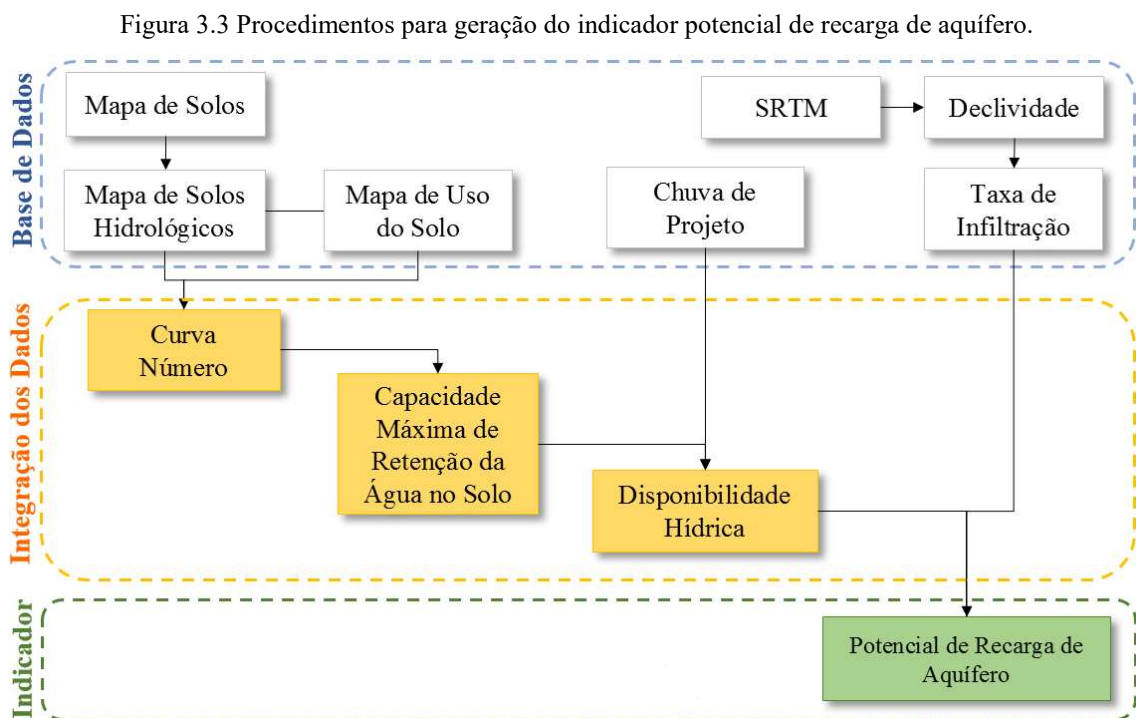 Figura 3.3 Procedimentos para geração do indicador potencial de recarga de aquífero.
Base de Dados
Mapa de Solos
SRTM
Declividade
Mapa de Solos
Hidrológicos
Mapa de Uso
do Solo
Chuva de
Projeto
Taxa de
Infiltração
Integração dos Dados
Curva
Número
Capacidade
Máxima de
Retenção da
Água no Solo
Disponibilidade
Hídrica
Indicador
Potencial de Recarga de
Aquífero